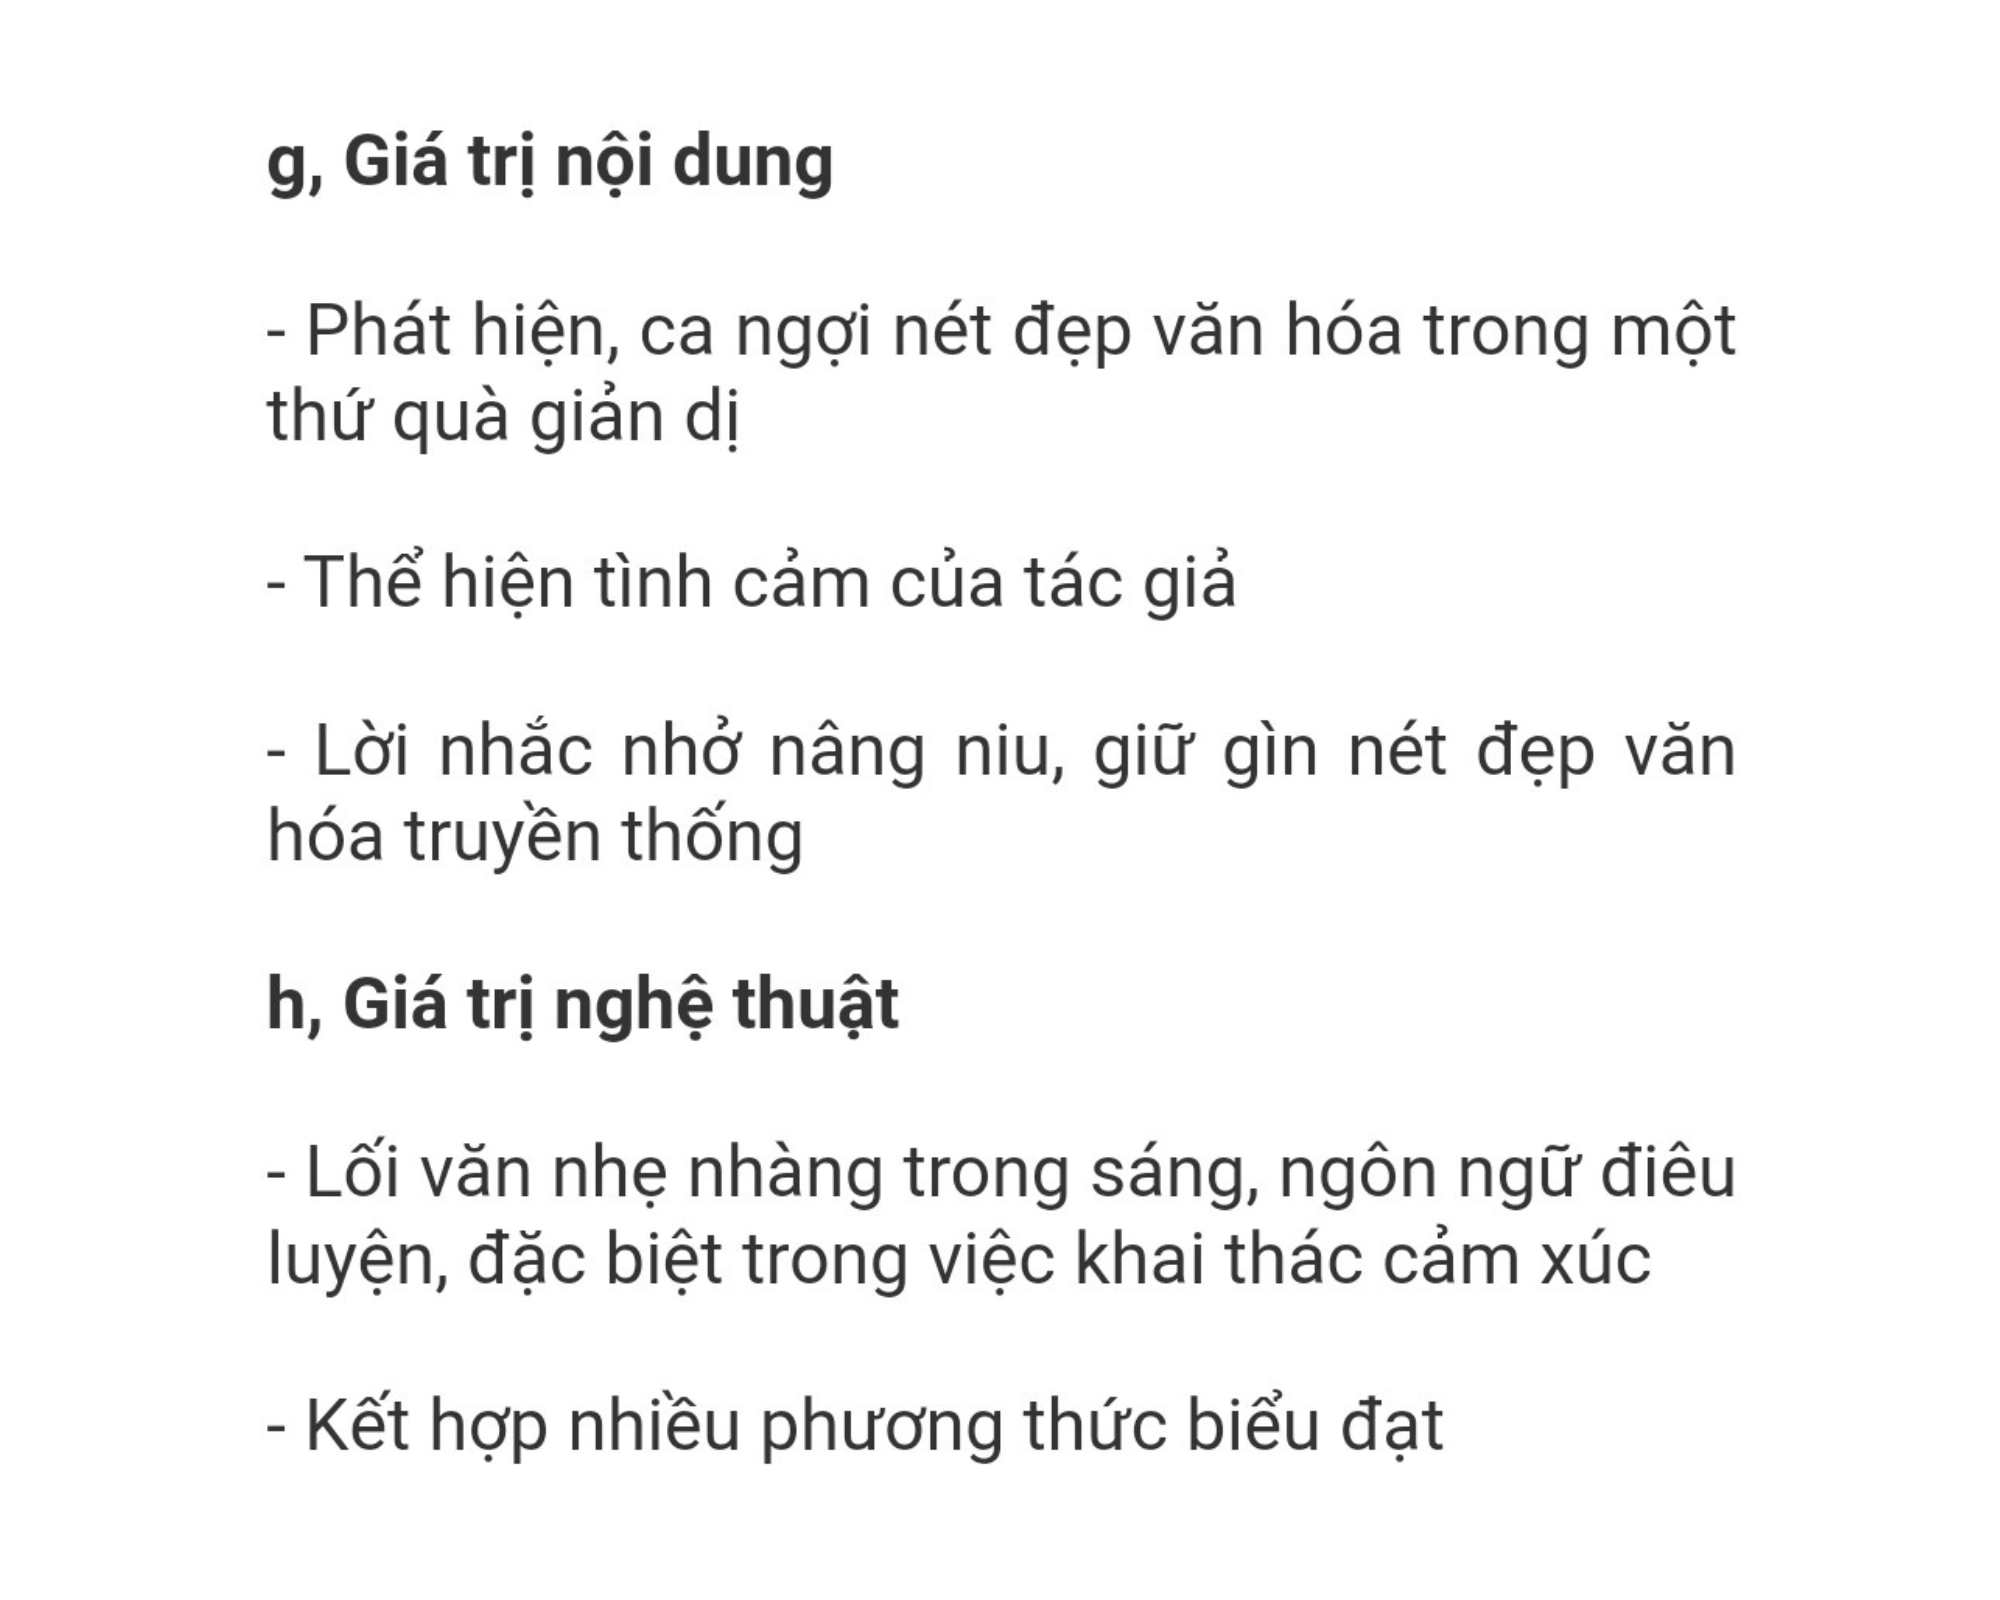 g, Giá trị nội dung
- Phát hiện, ca ngợi nét đẹp văn hóa trong một
thứ quà giản dị
- Thể hiện tình cảm của tác giả
- Lời nhắc nhở nâng niu, giữ gìn nét đẹp văn
hóa truyền thống
h, Giá trị nghệ thuật
- Lối văn nhẹ nhàng trong sáng, ngôn ngữ điêu
luyện, đặc biệt trong việc khai thác cảm xúc
- Kết hợp nhiều phương thức biểu đạt